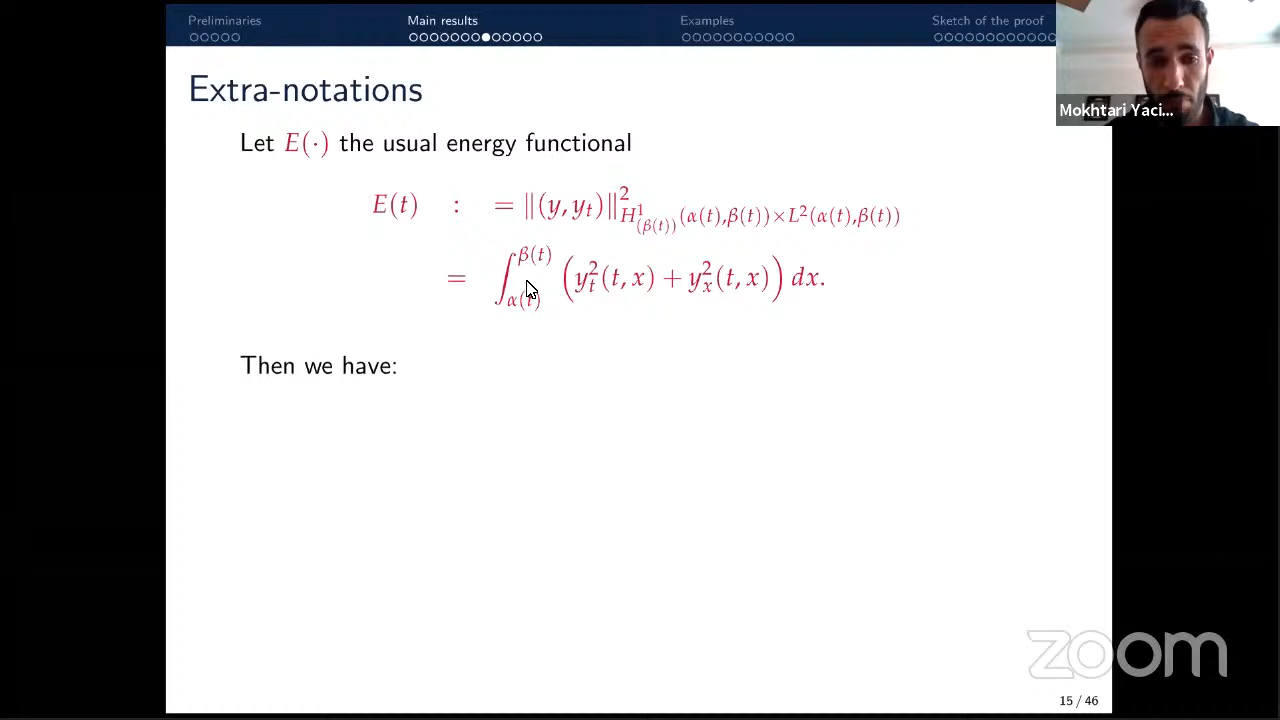 Preliminaries Main results Examples Sketch of the proof
Mokhtari Yaci...
Extra-notations
Let E(·) the usual energy functional
E(t) : = ‖(y, y_t)‖²_{H¹_{(β(t))}(α(t),β(t))×L²(α(t),β(t))}
= ∫_{α(t)}^{β(t)} (y_t²(t, x) + y_x²(t, x)) dx.
Then we have:
zoom
15 / 46